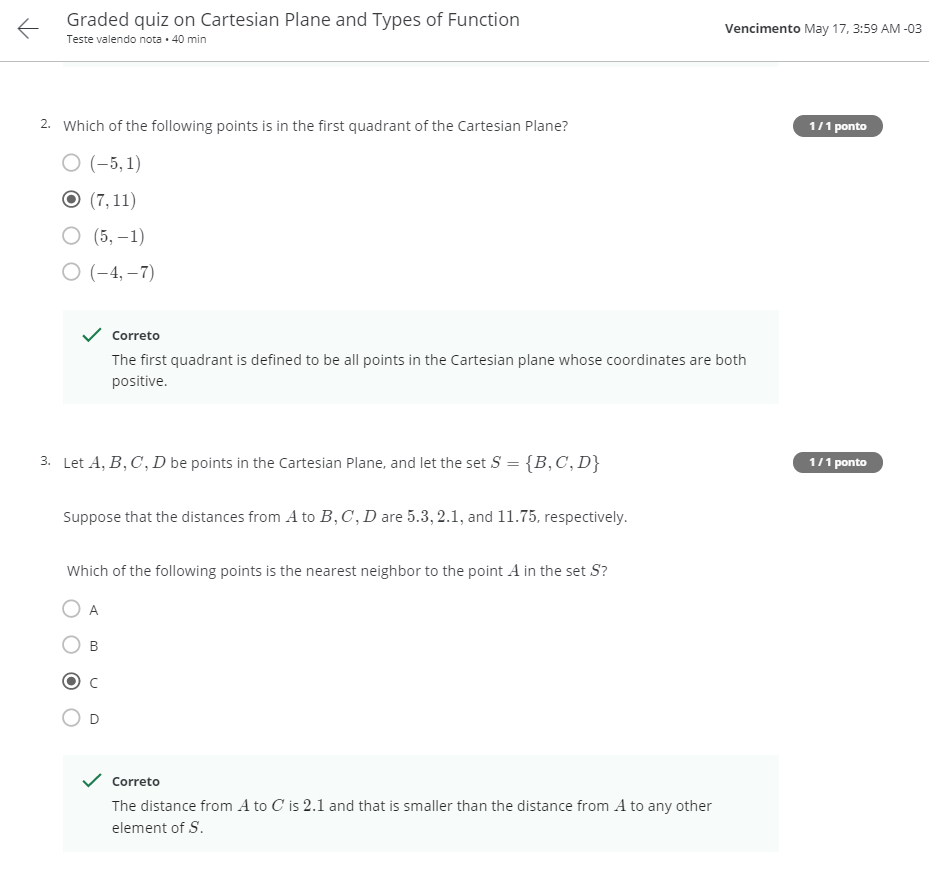 Graded quiz on Cartesian Plane and Types of Function
Teste valendo nota • 40 min
Vencimento May 17, 3:59 AM -03
2. Which of the following points is in the first quadrant of the Cartesian Plane?
1 / 1 ponto
(−5, 1)
(7, 11)
(5, −1)
(−4, −7)
Correto
The first quadrant is defined to be all points in the Cartesian plane whose coordinates are both
positive.
3. Let A, B, C, D be points in the Cartesian Plane, and let the set S = {B, C, D}
1 / 1 ponto
Suppose that the distances from A to B, C, D are 5.3, 2.1, and 11.75, respectively.
Which of the following points is the nearest neighbor to the point A in the set S?
A
B
C
D
Correto
The distance from A to C is 2.1 and that is smaller than the distance from A to any other
element of S.